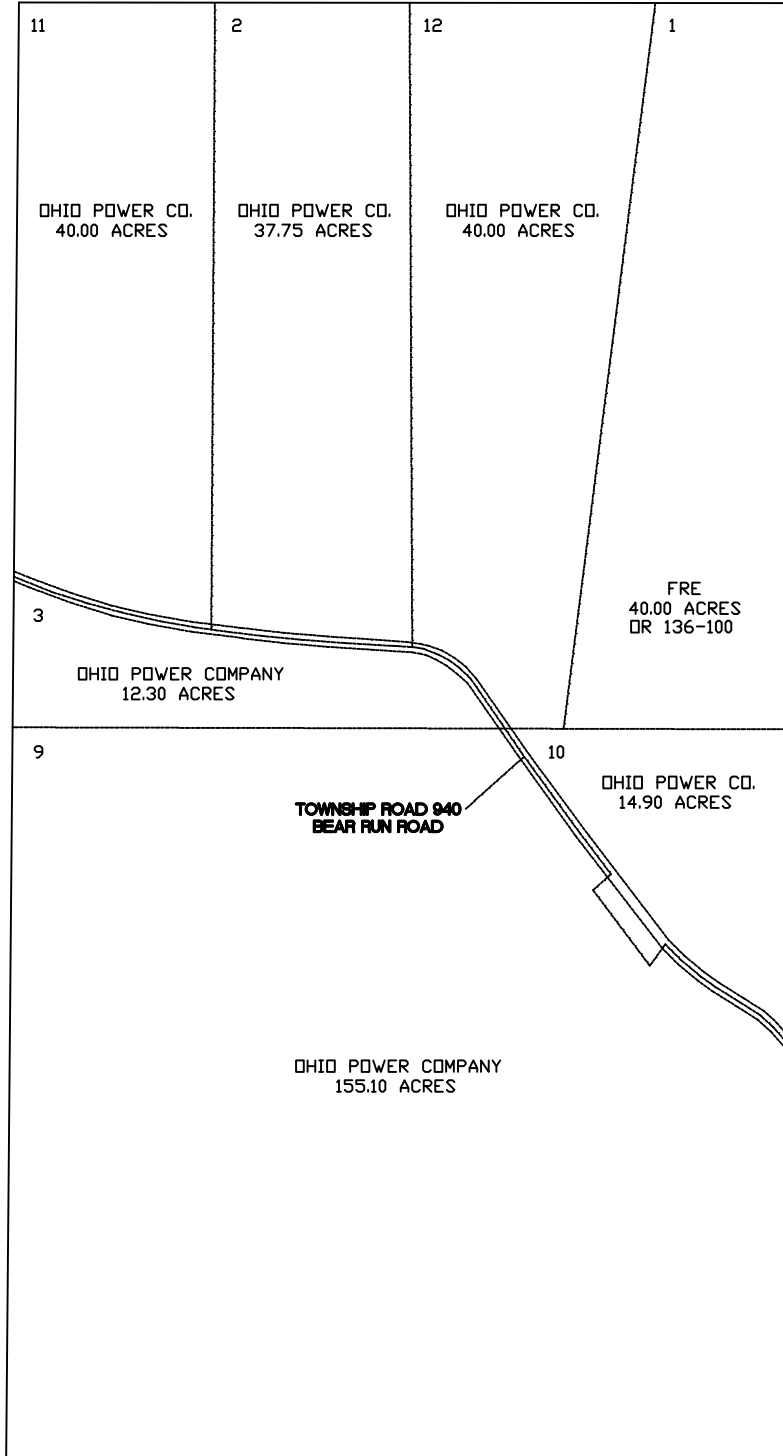 11
2
12
1
OHIO POWER CO.
40.00 ACRES
OHIO POWER CO.
37.75 ACRES
OHIO POWER CO.
40.00 ACRES
FRE
40.00 ACRES
OR 136-100
3
OHIO POWER COMPANY
12.30 ACRES
9
10
OHIO POWER CO.
14.90 ACRES
TOWNSHIP ROAD 940
BEAR RUN ROAD
OHIO POWER COMPANY
155.10 ACRES